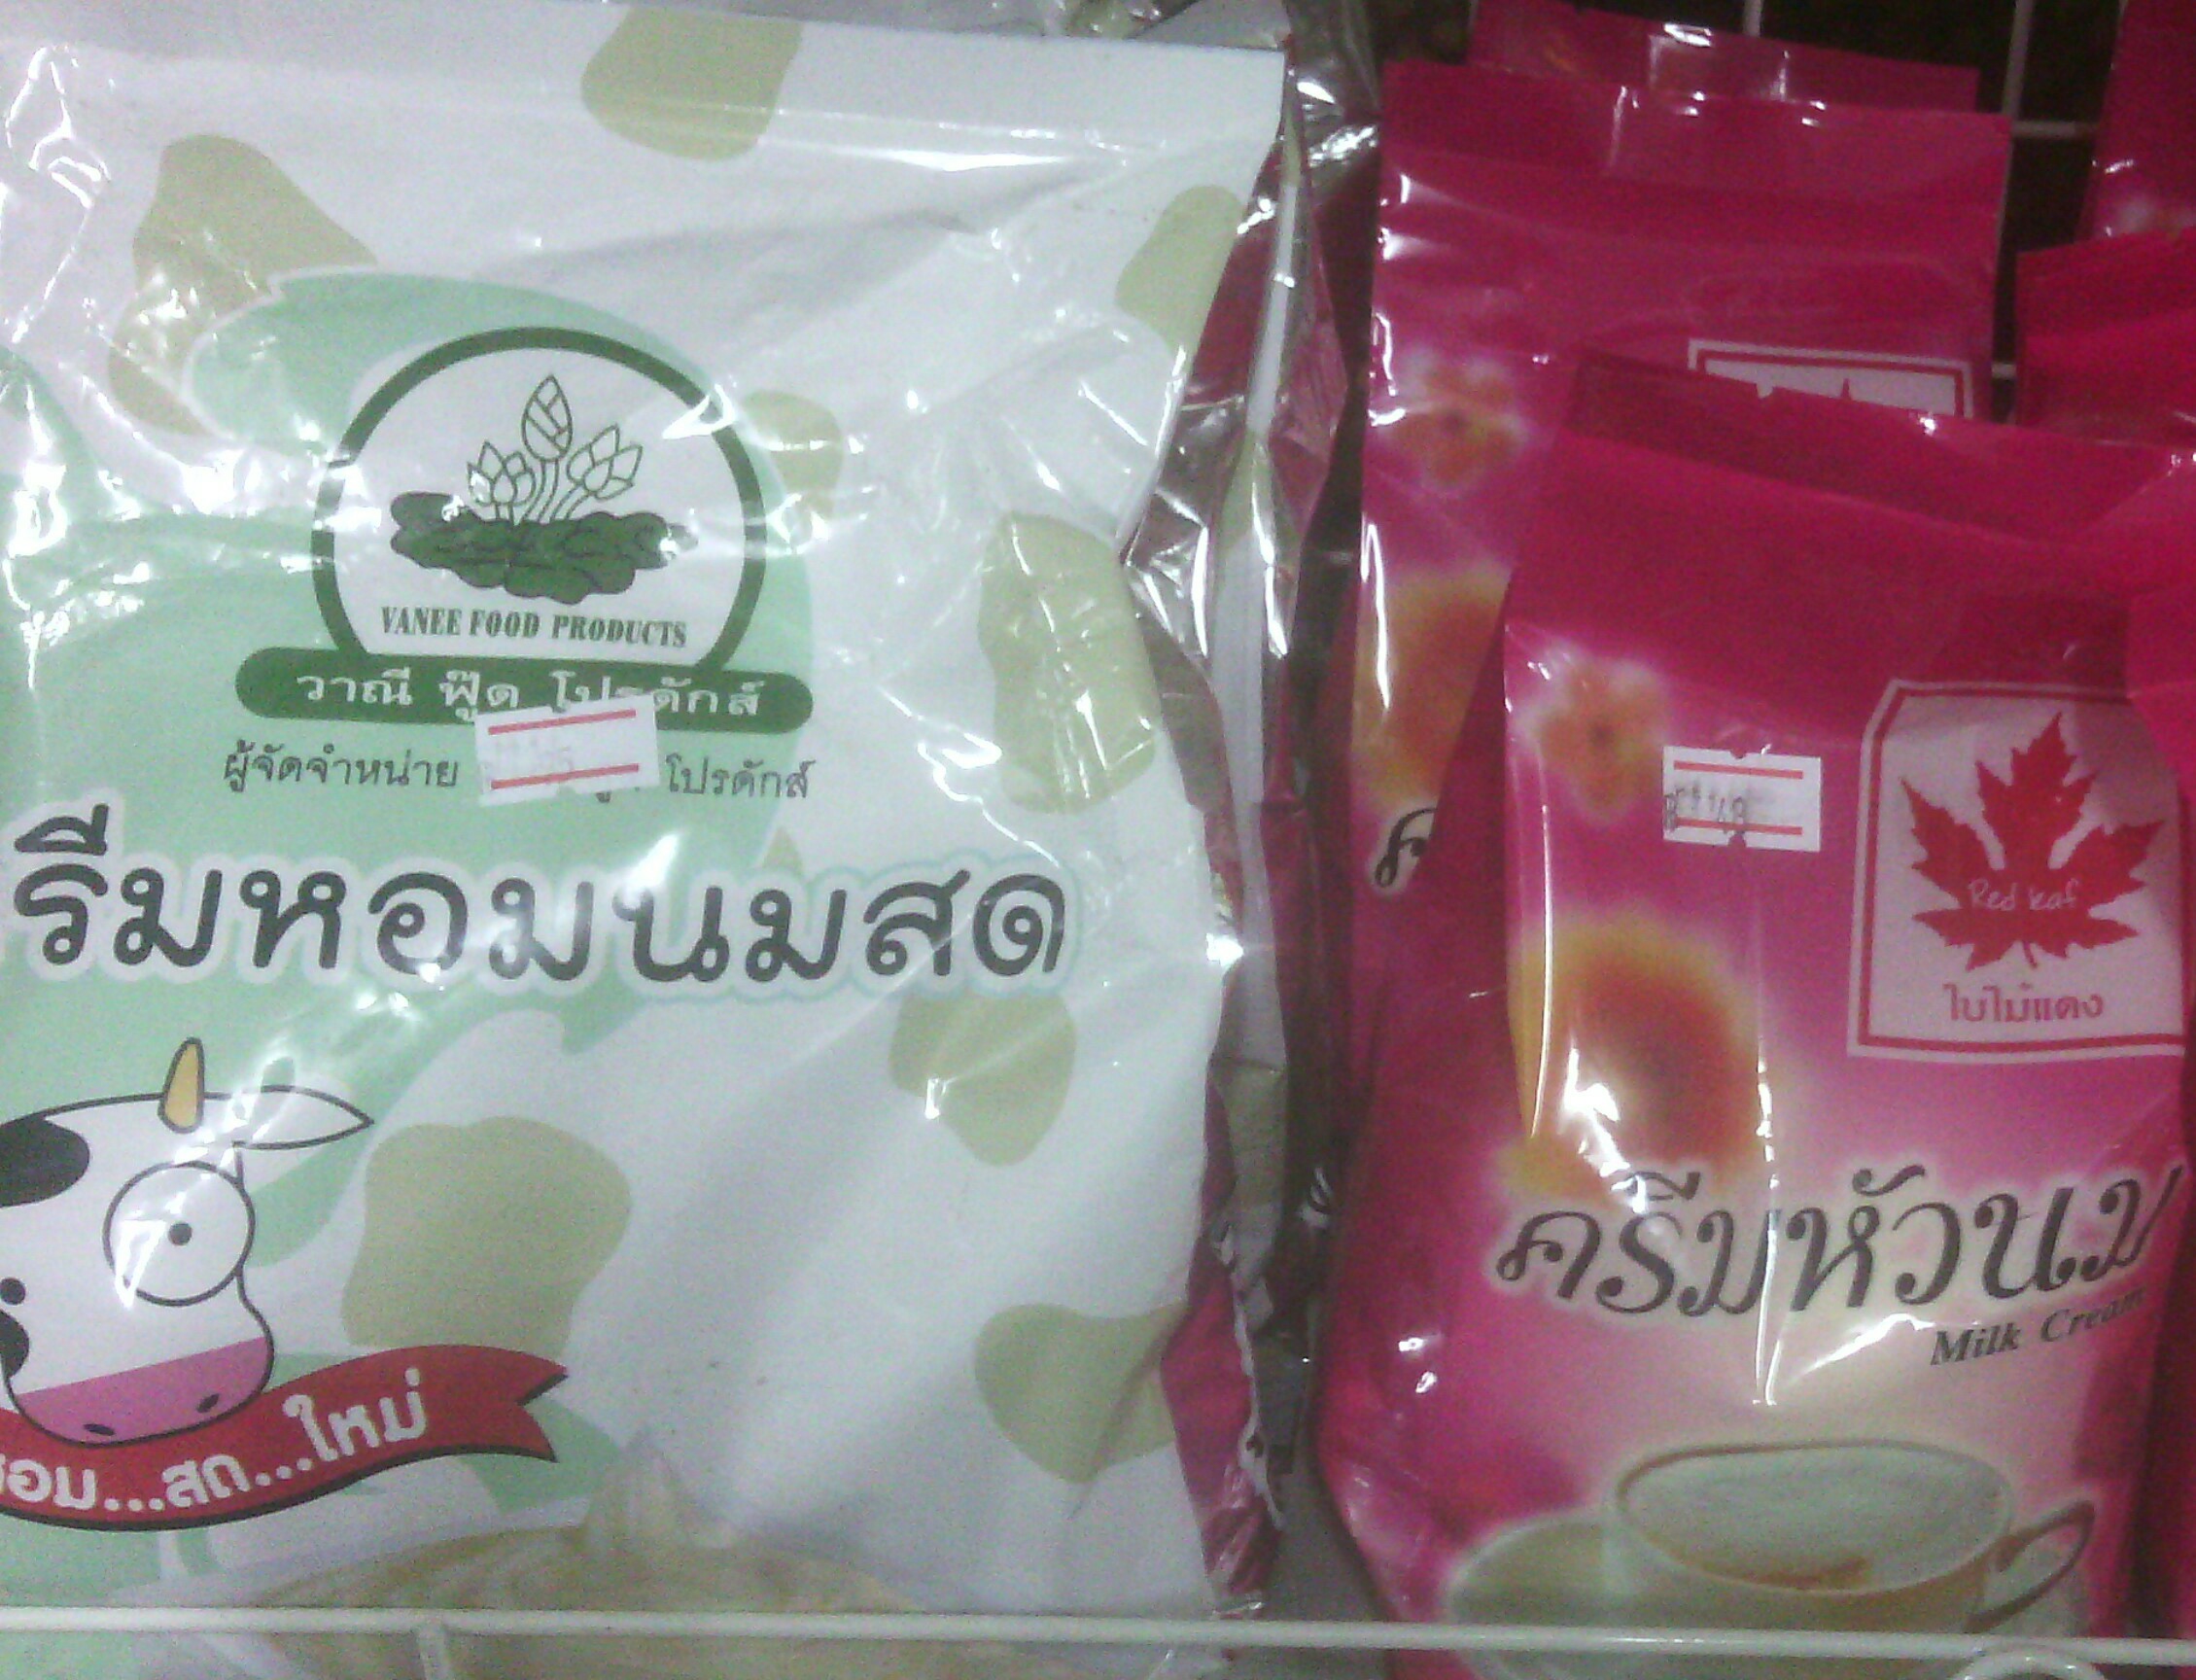 VANEE FOOD PRODUCTS
วาณี ฟู๊ด โปรดักส์
ผู้จัดจำหน่าย โปรดักส์
รีมหอมนมสด
อม...สด...ใหม่
49
Red leaf
ใบไม้แดง
ครีมหัวนม
Milk Cream
ค